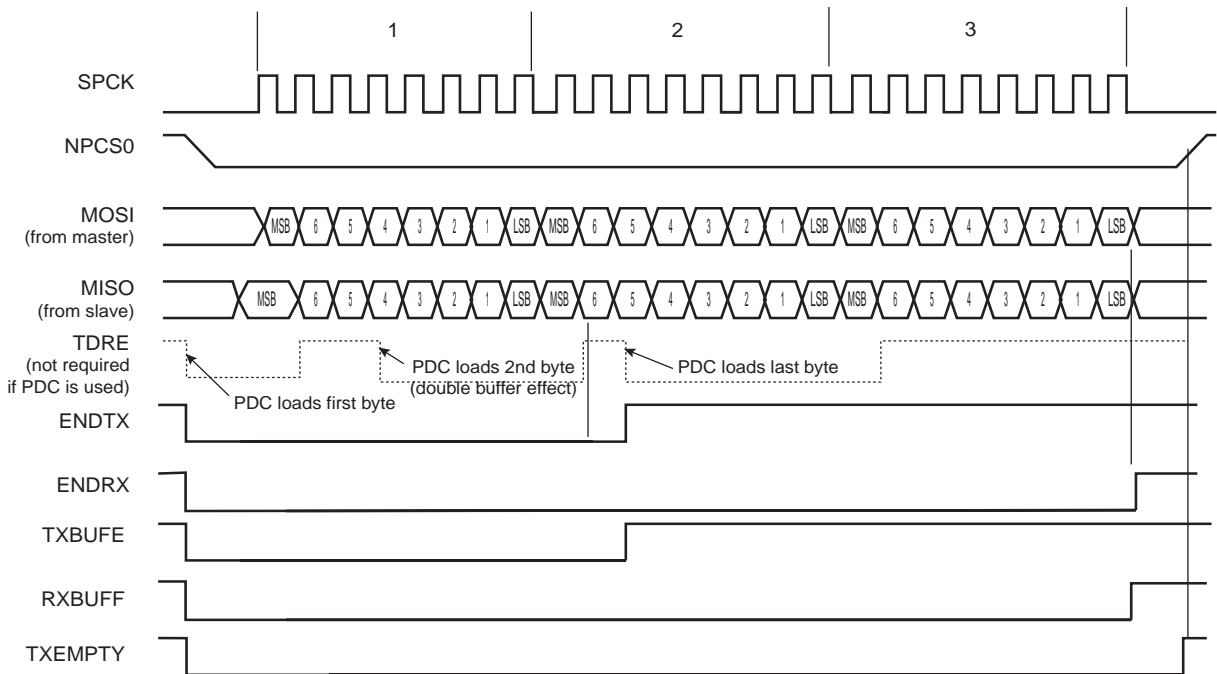 1 2 3
SPCK
NPCS0
MOSI
(from master)
MSB 6 5 4 3 2 1 LSB MSB 6 5 4 3 2 1 LSB MSB 6 5 4 3 2 1 LSB
MISO
(from slave)
MSB 6 5 4 3 2 1 LSB MSB 6 5 4 3 2 1 LSB MSB 6 5 4 3 2 1 LSB
TDRE
(not required
if PDC is used)
PDC loads first byte
PDC loads 2nd byte
(double buffer effect)
PDC loads last byte
ENDTX
ENDRX
TXBUFE
RXBUFF
TXEMPTY